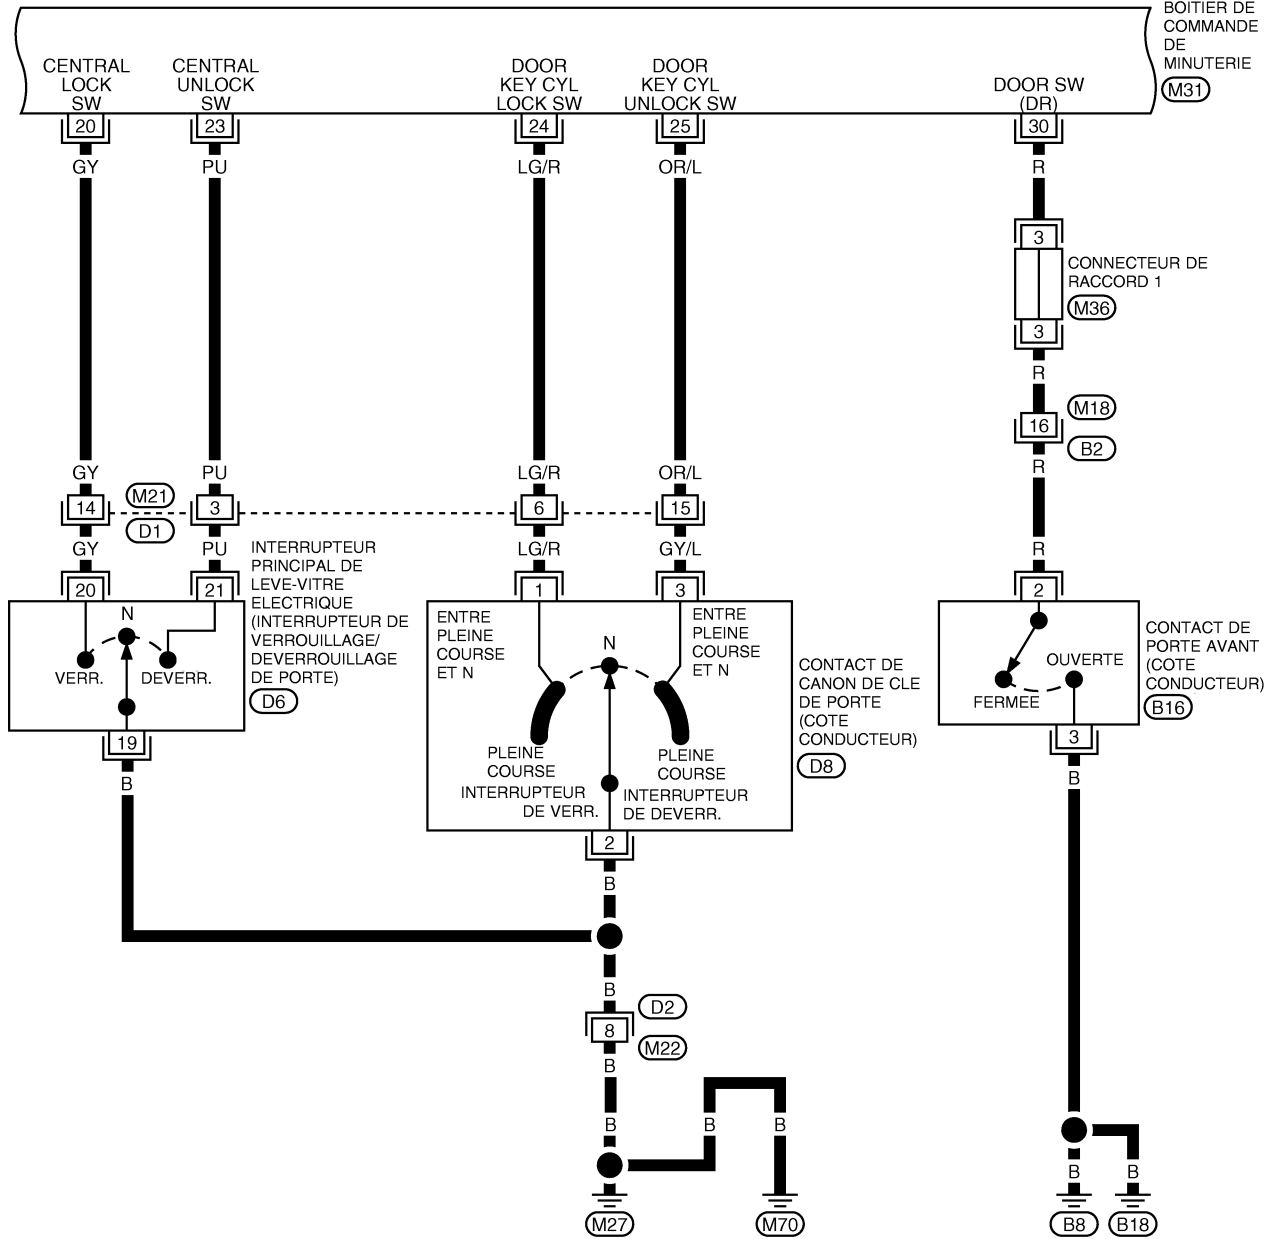 BOITIER DE
COMMANDE
DE
MINUTERIE
M31
CENTRAL
LOCK
SW
CENTRAL
UNLOCK
SW
DOOR
KEY CYL
LOCK SW
DOOR
KEY CYL
UNLOCK SW
DOOR SW
(DR)
20
23
24
25
30
GY
PU
LG/R
OR/L
R
3
CONNECTEUR DE
RACCORD 1
M36
3
R
M18
16
B2
R
GY
PU
LG/R
OR/L
14
M21
3
6
15
D1
GY
PU
LG/R
GY/L
R
20
21
1
3
2
INTERRUPTEUR
PRINCIPAL DE
LEVE-VITRE
ELECTRIQUE
(INTERRUPTEUR DE
VERROUILLAGE/
DEVERROUILLAGE
DE PORTE)
D6
N
VERR.
DEVERR.
19
B
ENTRE
PLEINE
COURSE
ET N
N
ENTRE
PLEINE
COURSE
ET N
PLEINE
COURSE
PLEINE
COURSE
INTERRUPTEUR
DE VERR.
INTERRUPTEUR
DE DEVERR.
CONTACT DE
CANON DE CLE
DE PORTE
(COTE
CONDUCTEUR)
D8
2
B
OUVERTE
FERMEE
CONTACT DE
PORTE AVANT
(COTE
CONDUCTEUR)
B16
3
B
B
D2
8
M22
B
B
B
B
B
B
M27
M70
B8
B18